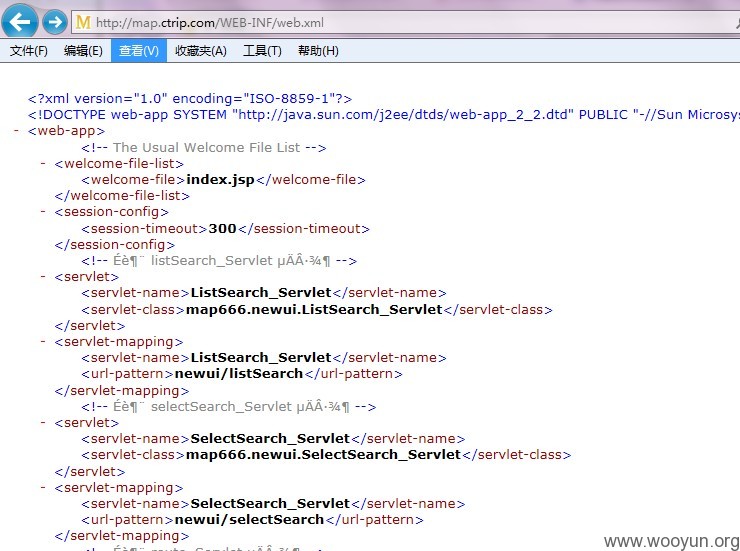 http://map.ctrip.com/WEB-INF/web.xml
文件(F) 编辑(E) 查看(V) 收藏夹(A) 工具(T) 帮助(H)
<?xml version="1.0" encoding="ISO-8859-1"?>
<!DOCTYPE web-app SYSTEM "http://java.sun.com/j2ee/dtds/web-app_2_2.dtd" PUBLIC "-//Sun Microsy
- <web-app>
<!-- The Usual Welcome File List -->
- <welcome-file-list>
<welcome-file>index.jsp</welcome-file>
</welcome-file-list>
- <session-config>
<session-timeout>300</session-timeout>
</session-config>
<!-- Éè¶¨ listSearch_Servlet µÄÂ·¾¶ -->
- <servlet>
<servlet-name>ListSearch_Servlet</servlet-name>
<servlet-class>map666.newui.ListSearch_Servlet</servlet-class>
</servlet>
- <servlet-mapping>
<servlet-name>ListSearch_Servlet</servlet-name>
<url-pattern>newui/listSearch</url-pattern>
</servlet-mapping>
<!-- Éè¶¨ selectSearch_Servlet µÄÂ·¾¶ -->
- <servlet>
<servlet-name>SelectSearch_Servlet</servlet-name>
<servlet-class>map666.newui.SelectSearch_Servlet</servlet-class>
</servlet>
- <servlet-mapping>
<servlet-name>SelectSearch_Servlet</servlet-name>
<url-pattern>newui/selectSearch</url-pattern>
</servlet-mapping>
www.wooyun.org